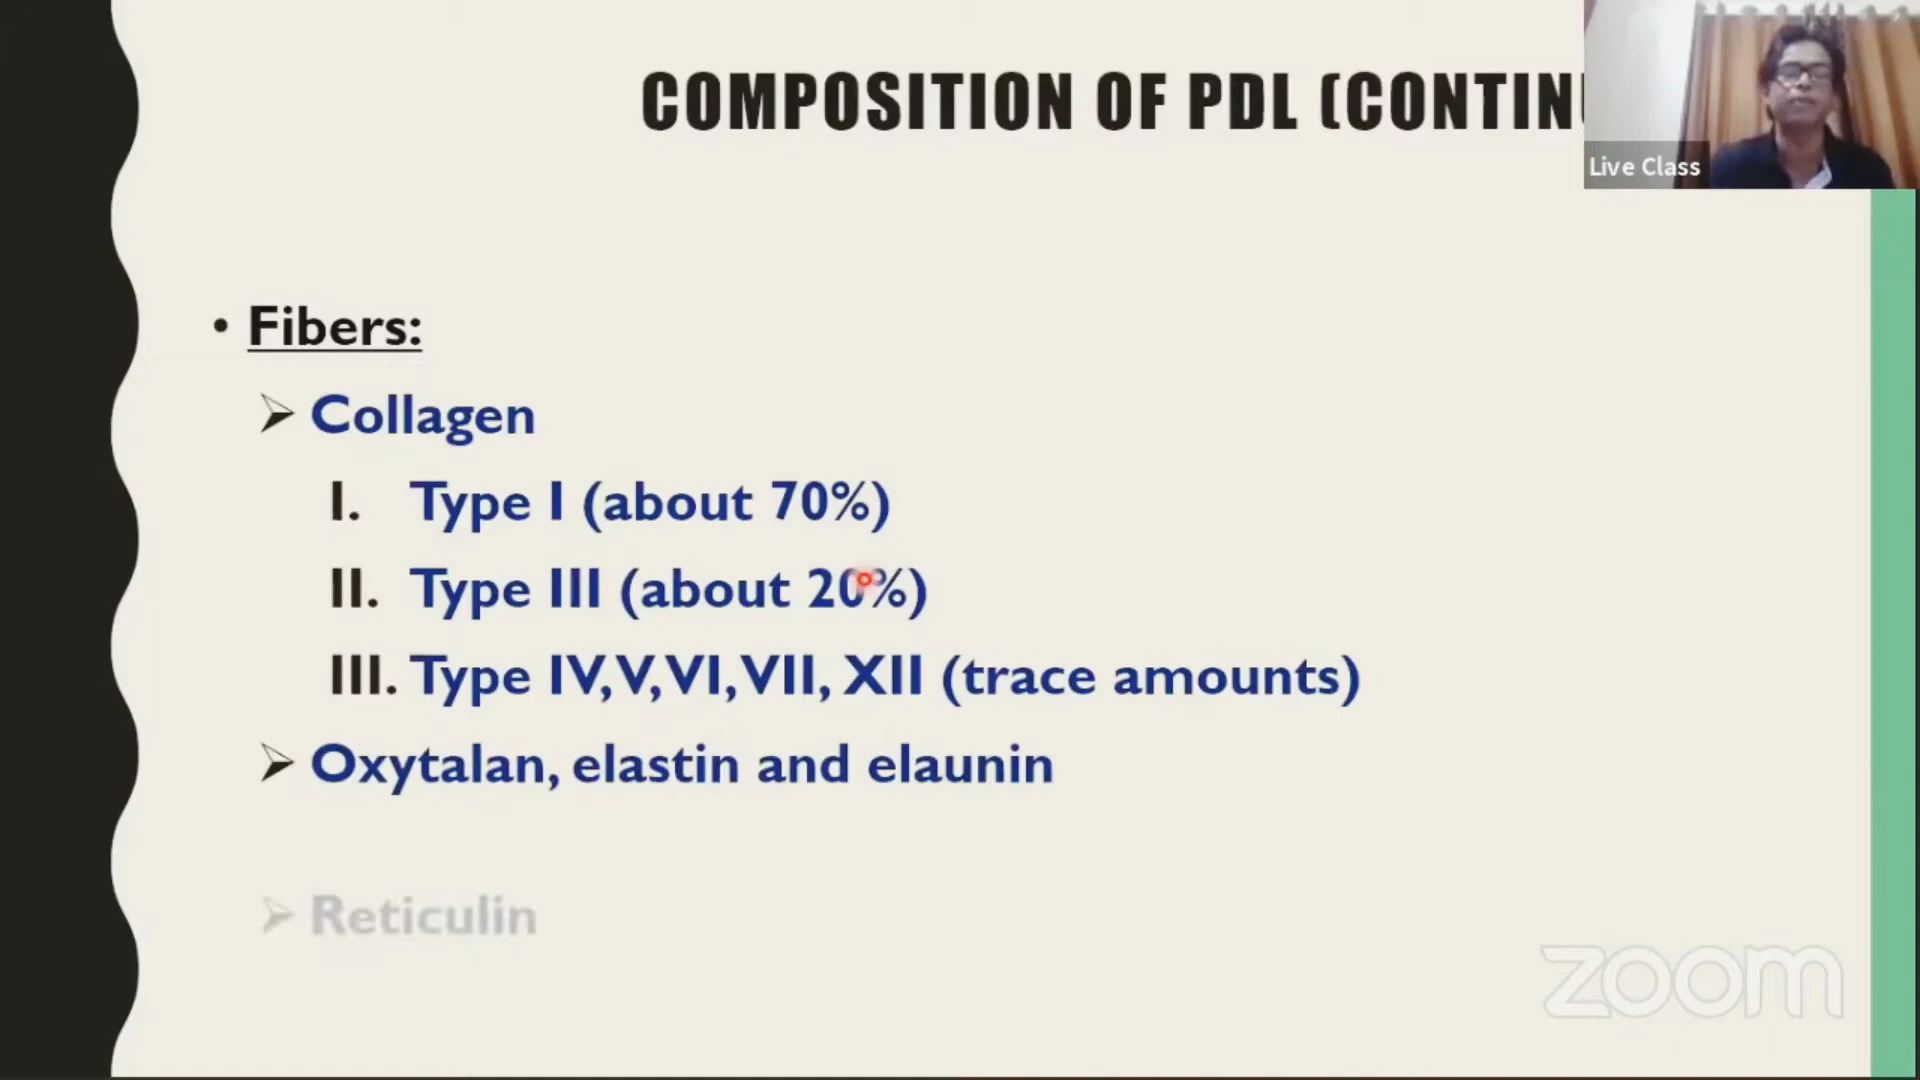 COMPOSITION OF PDL (CONTIN
Live Class
• Fibers:
➢ Collagen
I. Type I (about 70%)
II. Type III (about 20%)
III. Type IV, V, VI, VII, XII (trace amounts)
➢ Oxytalan, elastin and elaunin
➢ Reticulin
zoom